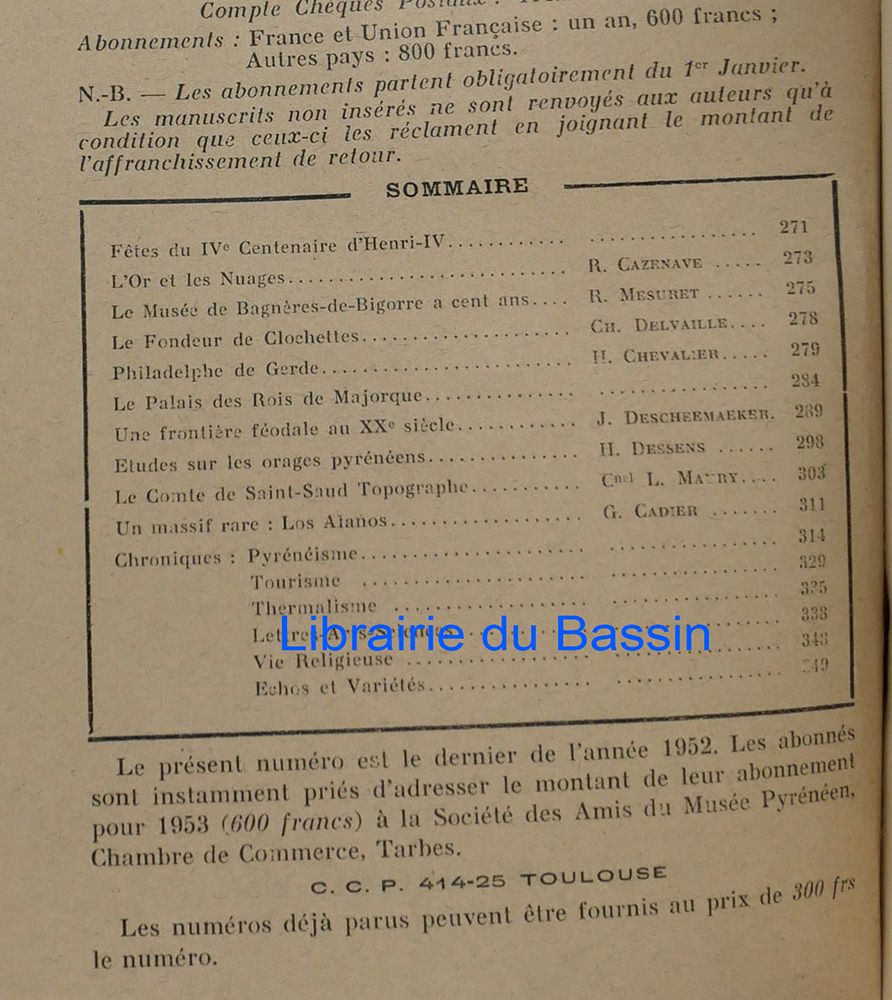 Compte Chèques Postaux :
Abonnements : France et Union Française : un an, 600 francs ;
Autres pays : 800 francs.
N.-B. — Les abonnements partent obligatoirement du 1er Janvier.
Les manuscrits non insérés ne sont renvoyés aux auteurs qu'à
condition que ceux-ci les réclament en joignant le montant de
l'affranchissement de retour.
SOMMAIRE
Fêtes du IVe Centenaire d'Henri-IV ............ ................ 271
L'Or et les Nuages ............................ R. CAZENAVE ..... 273
Le Musée de Bagnères-de-Bigorre a cent ans .... R. MESURET ...... 275
Le Fondeur de Clochettes ..................... CH. DELVAILLE .... 278
Philadelphe de Gerde ........................ H. CHEVALIER ..... 279
Le Palais des Rois de Majorque ............... ................ 284
Une frontière féodale au XXe siècle ............ J. DESCHEEMAEKER. 289
Etudes sur les orages pyrénéens ................ H. DESSENS ...... 298
Le Comte de Saint-Saud Topographe ........... Cnel L. MAURY .... 303
Un massif rare : Los Alanos .................... G. CADIER ....... 311
Chroniques : Pyrénéisme ....................... ................ 314
Tourisme ...................... ................ 329
Thermalisme ................... ................ 335
Lettres-Arts-Sciences ............ ................ 338
Vie Religieuse .................. ................ 343
Echos et Variétés ................ ................ 349
Librairie du Bassin
Le présent numéro est le dernier de l'année 1952. Les abonnés
sont instamment priés d'adresser le montant de leur abonnement
pour 1953 (600 francs) à la Société des Amis du Musée Pyrénéen,
Chambre de Commerce, Tarbes.
C. C. P. 414-25 TOULOUSE
Les numéros déjà parus peuvent être fournis au prix de 300 frs
le numéro.